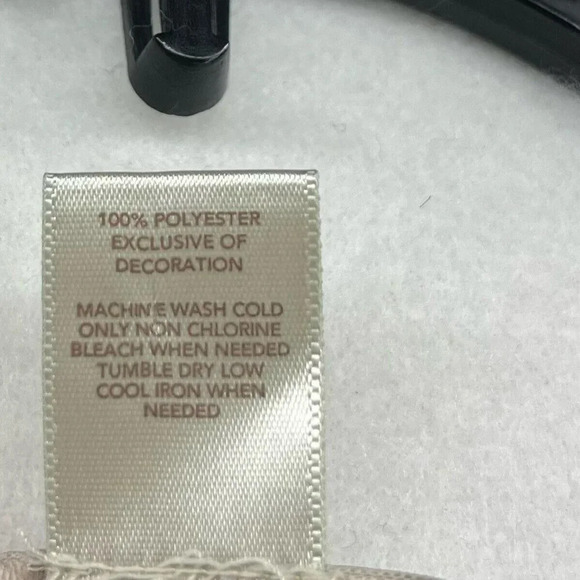 100% POLYESTER
EXCLUSIVE OF
DECORATION
MACHINE WASH COLD
ONLY NON CHLORINE
BLEACH WHEN NEEDED
TUMBLE DRY LOW
COOL IRON WHEN
NEEDED